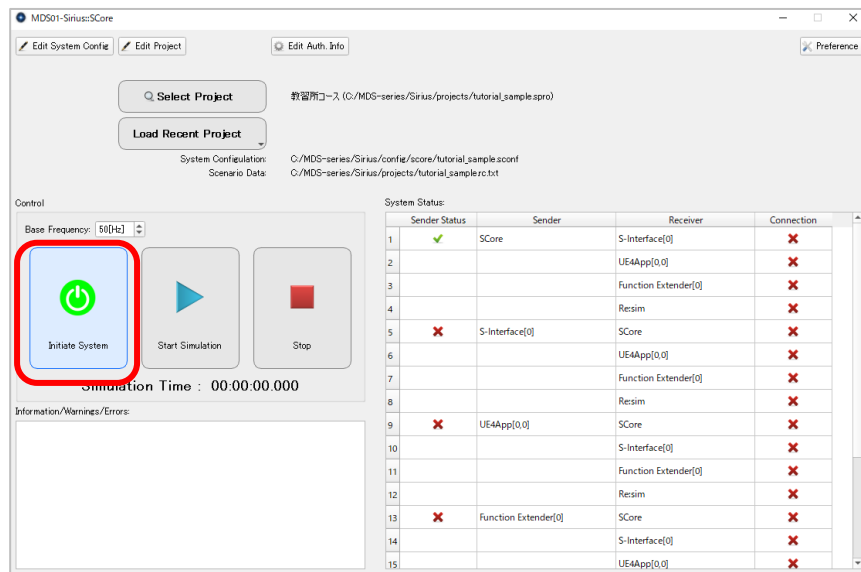 MDS01-Sirius::SCore
Edit System Config Edit Project Edit Auth. Info Preference
Select Project 教習所コース (C:/MDS-series/Sirius/projects/tutorial_sample.spro)
Load Recent Project
System Configulation: C:/MDS-series/Sirius/config/score/tutorial_sample.sconf
Scenario Data: C:/MDS-series/Sirius/projects/tutorial_sample.rc.txt
Control
Base Frequency: 50[Hz]
Initiate System Start Simulation Stop
Simulation Time : 00:00:00.000
Information/Warnings/Errors:
System Status:
Sender Status Sender Receiver Connection
1 SCore S-Interface[0]
2 UE4App[0,0]
3 Function Extender[0]
4 Re:sim
5 S-Interface[0] SCore
6 UE4App[0,0]
7 Function Extender[0]
8 Re:sim
9 UE4App[0,0] SCore
10 S-Interface[0]
11 Function Extender[0]
12 Re:sim
13 Function Extender[0] SCore
14 S-Interface[0]
15 UE4App[0,0]